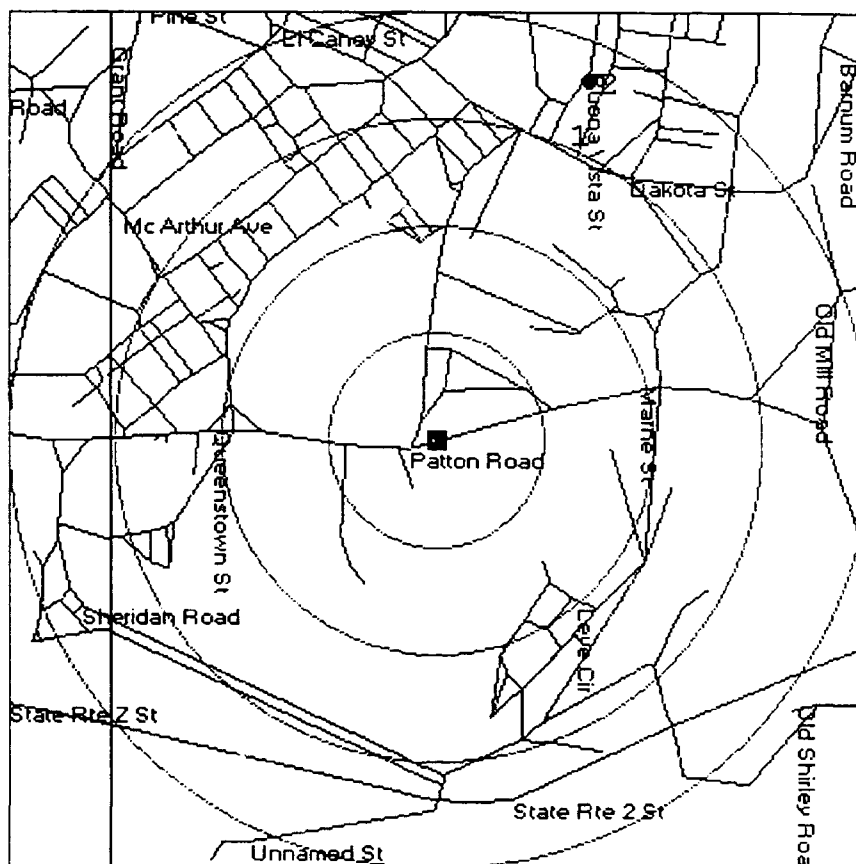 Pine St
El Caney St
Grant Road
Road
Buena Vista St
Barnum Road
Dakota St
Mc Arthur Ave
Old Mill Road
Marne St
Queenstown St
Patton Road
Sheridan Road
Leve Cir
State Rte 2 St
Old Shirley Roa
State Rte 2 St
Unnamed St